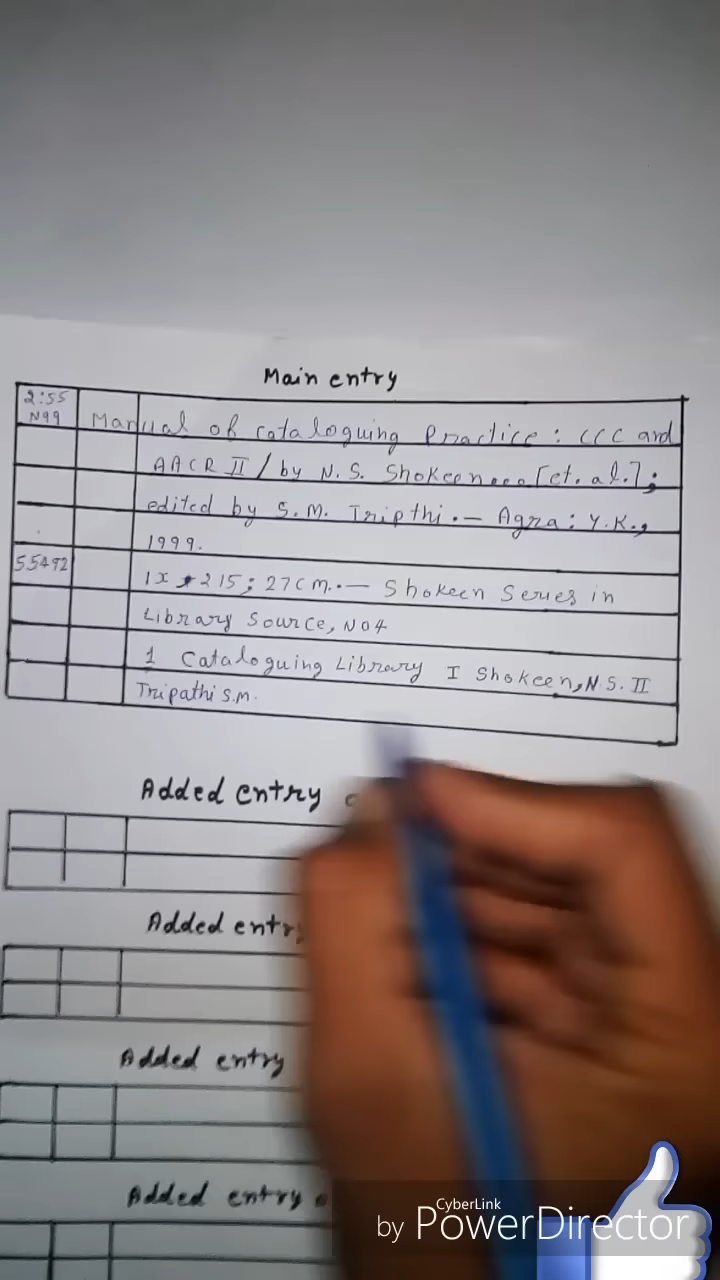 Main entry
2:55
N99 Manual of cataloguing Practice : CCC and
AACR II / by N. S. Shokeen... [et. al.];
edited by S.M. Tripthi.— Agra : Y.K.,
1999.
55492
ix + 215 ; 27cm.— Shokeen Series in
Library Source, No4
1 Cataloguing Library I Shokeen, N.S. II
Tripathi S.M.
Added entry
Added entry
Added entry
Added entry
CyberLink
by PowerDirector